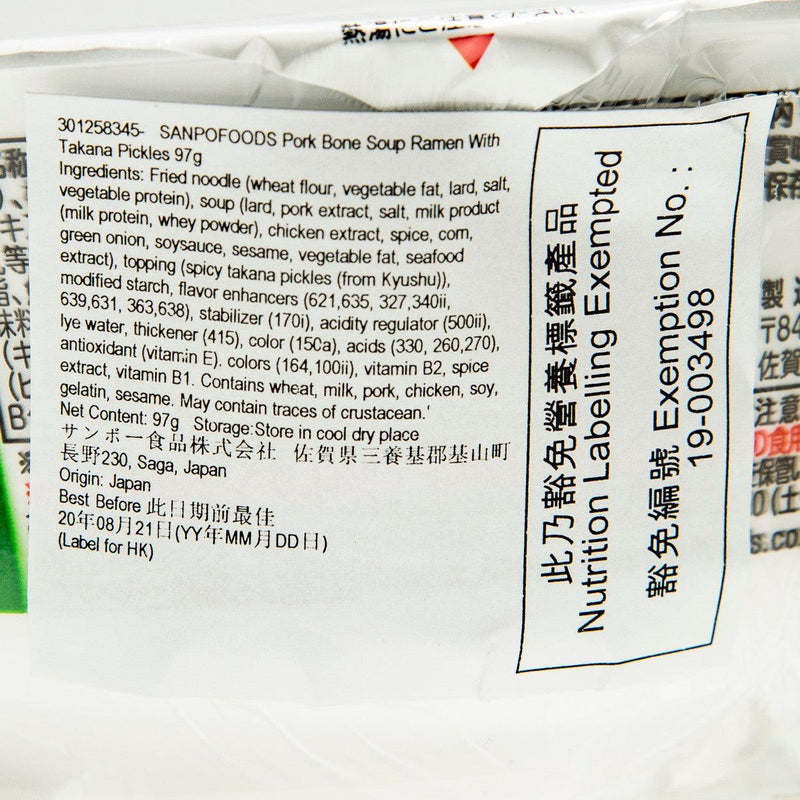 301258345- SANPOFOODS Pork Bone Soup Ramen With
Takana Pickles 97g
Ingredients: Fried noodle (wheat flour, vegetable fat, lard, salt,
vegetable protein), soup (lard, pork extract, salt, milk product
(milk protein, whey powder), chicken extract, spice, corn,
green onion, soysauce, sesame, vegetable fat, seafood
extract), topping (spicy takana pickles (from Kyushu)),
modified starch, flavor enhancers (621,635, 327,340ii,
639,631, 363,638), stabilizer (170i), acidity regulator (500ii),
lye water, thickener (415), color (150a), acids (330, 260,270),
antioxidant (vitamin E). colors (164,100ii), vitamin B2, spice
extract, vitamin B1. Contains wheat, milk, pork, chicken, soy,
gelatin, sesame. May contain traces of crustacean.'
Net Content: 97g Storage:Store in cool dry place
サンポー食品株式会社 佐賀県三養基郡基山町
長野230, Saga, Japan
Origin: Japan
Best Before 此日期前最佳
20年08月21日(YY年MM月DD日)
(Label for HK)
此乃豁免營養標籤產品
Nutrition Labelling Exempted
豁免編號 Exemption No. :
19-003498
製
〒84
佐賀
注意